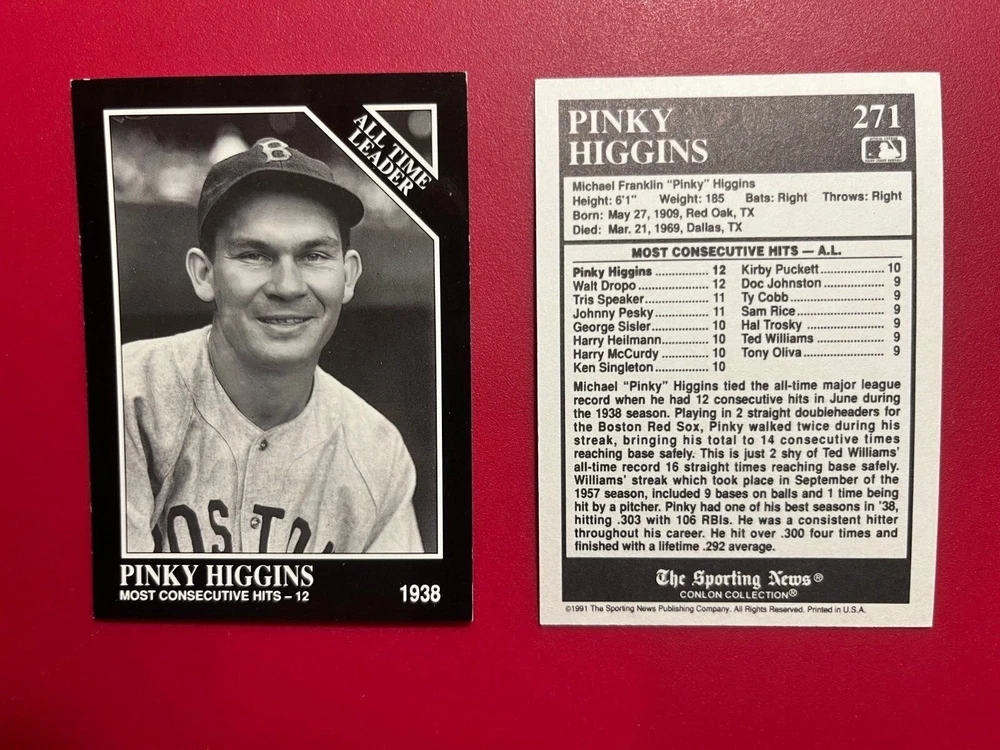 B
ALL TIME
LEADER
BOSTO
PINKY HIGGINS
MOST CONSECUTIVE HITS – 12
1938
PINKY
HIGGINS
271
Michael Franklin "Pinky" Higgins
Height: 6'1" Weight: 185 Bats: Right Throws: Right
Born: May 27, 1909, Red Oak, TX
Died: Mar. 21, 1969, Dallas, TX
MOST CONSECUTIVE HITS — A.L.
Pinky Higgins ................ 12
Walt Dropo .................... 12
Tris Speaker .................. 11
Johnny Pesky ................ 11
George Sisler ................ 10
Harry Heilmann .............. 10
Harry McCurdy .............. 10
Ken Singleton ................ 10
Kirby Puckett .................... 10
Doc Johnston .................. 9
Ty Cobb ........................... 9
Sam Rice ......................... 9
Hal Trosky ....................... 9
Ted Williams .................... 9
Tony Oliva ....................... 9
Michael "Pinky" Higgins tied the all-time major league
record when he had 12 consecutive hits in June during
the 1938 season. Playing in 2 straight doubleheaders for
the Boston Red Sox, Pinky walked twice during his
streak, bringing his total to 14 consecutive times
reaching base safely. This is just 2 shy of Ted Williams'
all-time record 16 straight times reaching base safely.
Williams' streak which took place in September of the
1957 season, included 9 bases on balls and 1 time being
hit by a pitcher. Pinky had one of his best seasons in '38,
hitting .303 with 106 RBIs. He was a consistent hitter
throughout his career. He hit over .300 four times and
finished with a lifetime .292 average.
The Sporting News®
CONLON COLLECTION®
©1991 The Sporting News Publishing Company. All Rights Reserved. Printed in U.S.A.